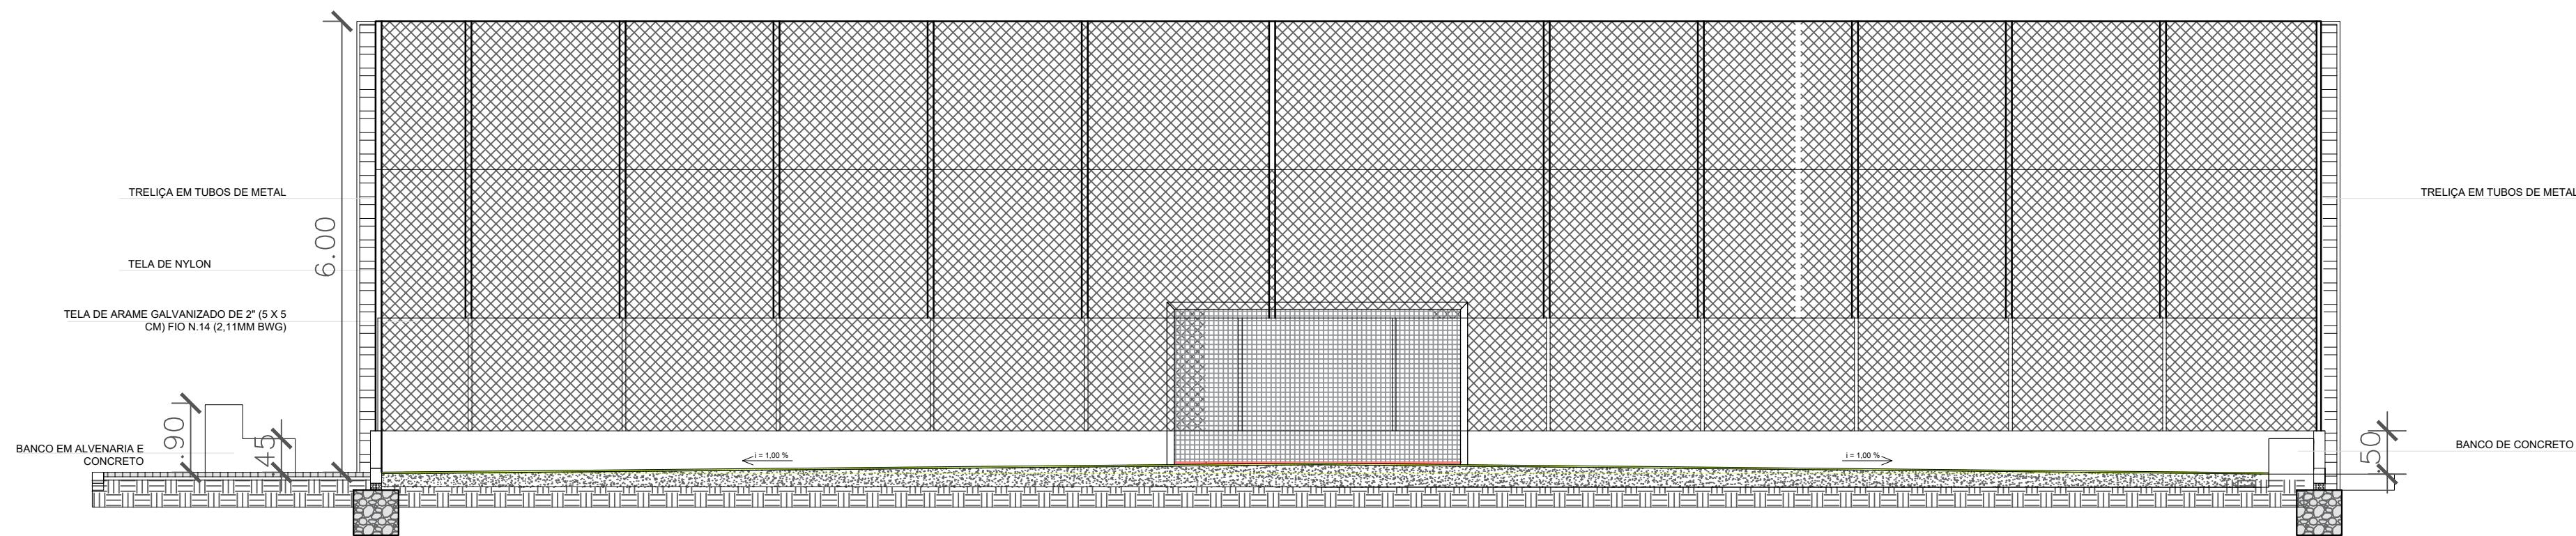 TRELIÇA EM TUBOS DE METAL
TELA DE NYLON
TELA DE ARAME GALVANIZADO DE 2" (5 X 5
CM) FIO N.14 (2,11MM BWG)
BANCO EM ALVENARIA E
CONCRETO
.90
.45
6.00
i = 1,00 %
i = 1,00 %
TRELIÇA EM TUBOS DE METAL
BANCO DE CONCRETO
.50